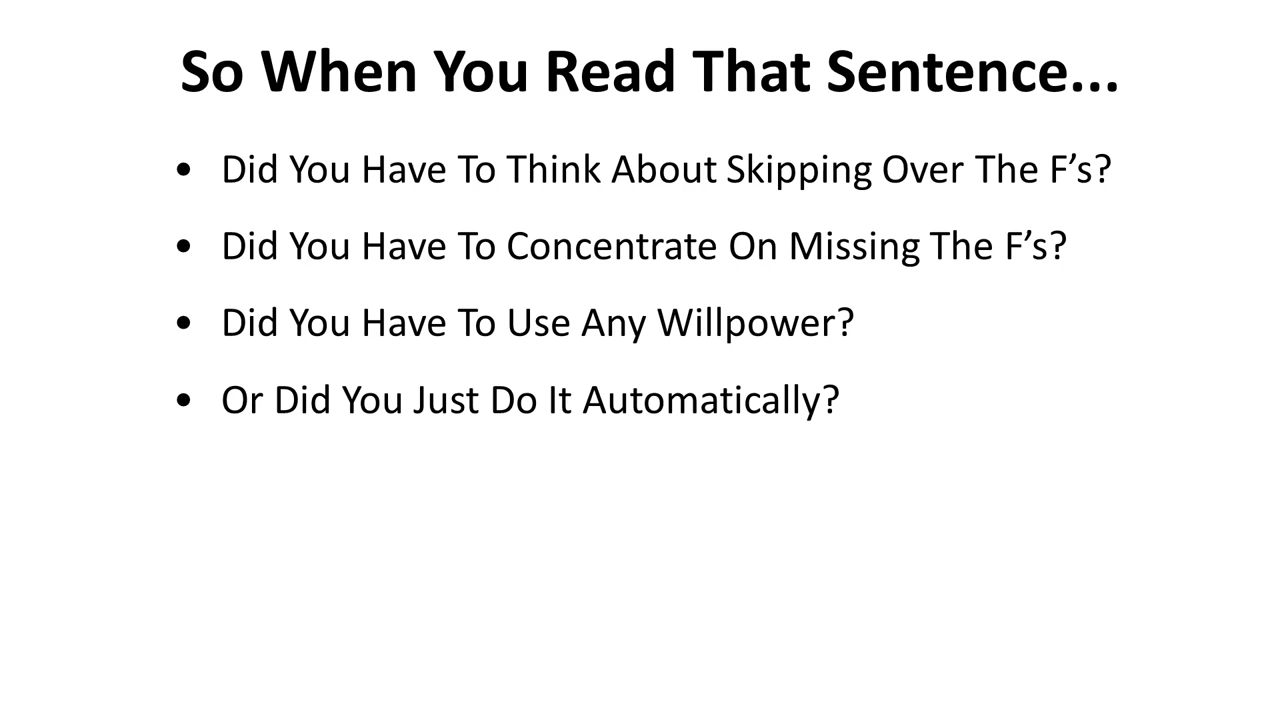 So When You Read That Sentence...
• Did You Have To Think About Skipping Over The F’s?
• Did You Have To Concentrate On Missing The F’s?
• Did You Have To Use Any Willpower?
• Or Did You Just Do It Automatically?